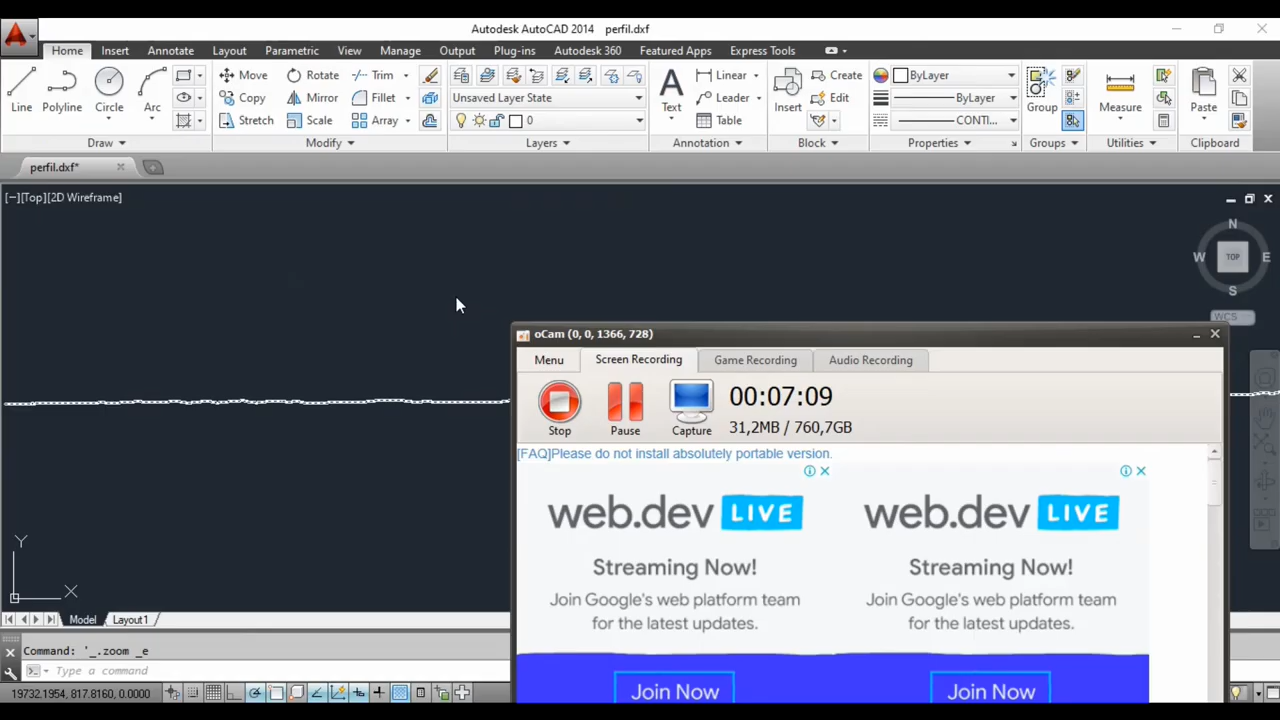 Autodesk AutoCAD 2014 perfil.dxf
Home Insert Annotate Layout Parametric View Manage Output Plug-ins Autodesk 360 Featured Apps Express Tools
Move Rotate Trim Linear Create ByLayer
Unsaved Layer State
Copy Mirror Fillet Leader Edit ByLayer
Line Polyline Circle Arc Text Insert Group Measure Paste
Stretch Scale Array 0 Table CONTI...
Draw Modify Layers Annotation Block Properties Groups Utilities Clipboard
perfil.dxf*
[−][Top][2D Wireframe]
N
W TOP E
S
WCS
oCam (0, 0, 1366, 728)
Menu Screen Recording Game Recording Audio Recording
00:07:09
31,2MB / 760,7GB
Stop Pause Capture
[FAQ]Please do not install absolutely portable version.
web.dev LIVE web.dev LIVE
Streaming Now! Streaming Now!
Join Google's web platform team Join Google's web platform team
for the latest updates. for the latest updates.
Join Now Join Now
Y
X
Model Layout1
Command: '_.zoom _e
Type a command
19732.1954, 817.8160, 0.0000